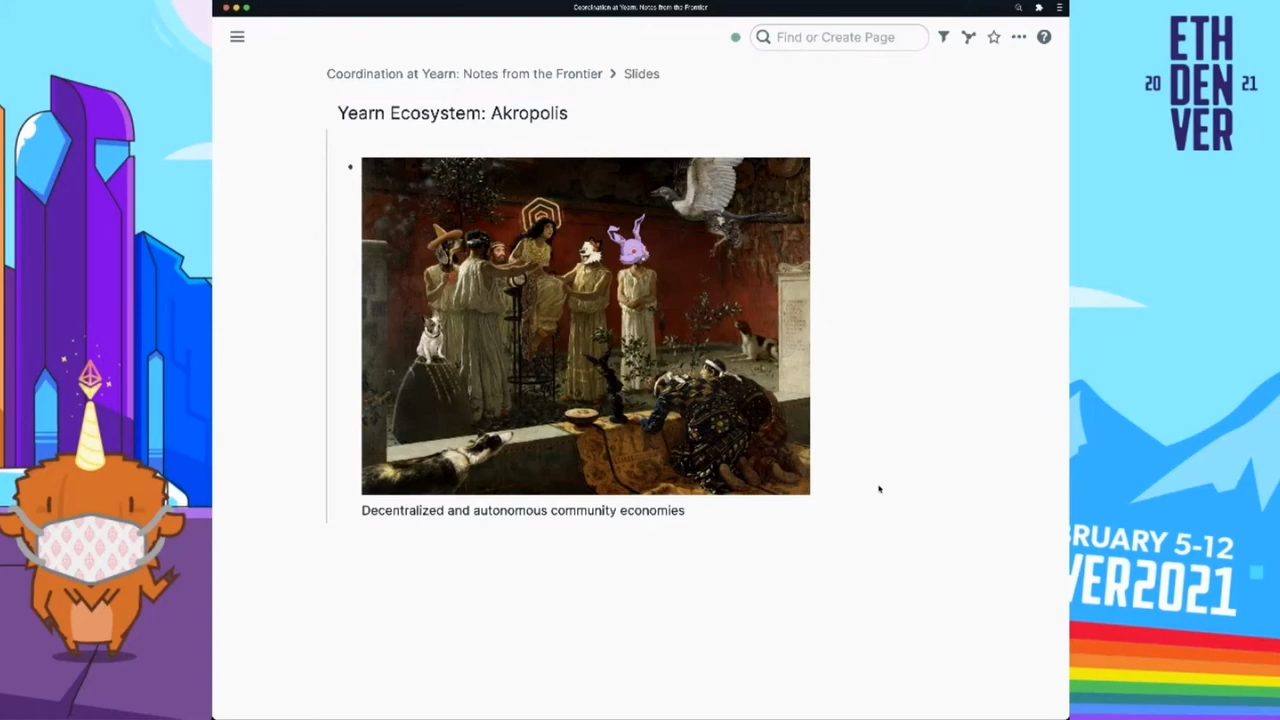 Coordination at Yearn: Notes from the Frontier
Find or Create Page
Coordination at Yearn: Notes from the Frontier > Slides
Yearn Ecosystem: Akropolis
Decentralized and autonomous community economies
ETH
20 DEN 21
VER
BRUARY 5-12
VER2021